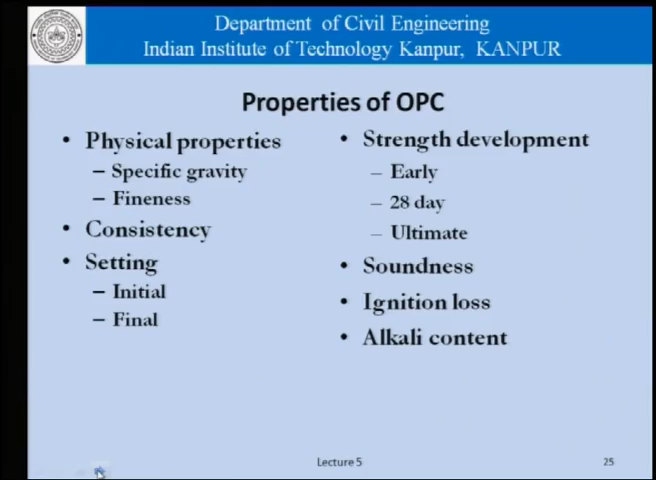 Department of Civil Engineering
Indian Institute of Technology Kanpur, KANPUR
Properties of OPC
• Physical properties
– Specific gravity
– Fineness
• Consistency
• Setting
– Initial
– Final
• Strength development
– Early
– 28 day
– Ultimate
• Soundness
• Ignition loss
• Alkali content
Lecture 5
25